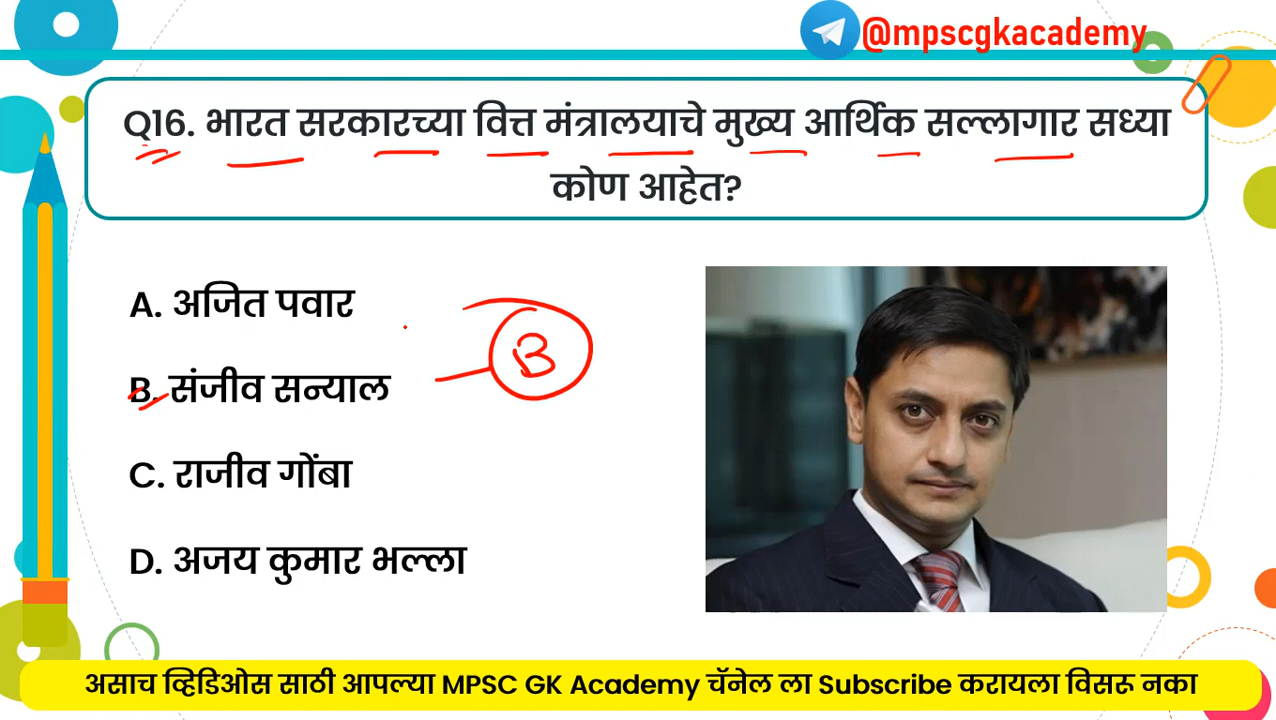 @mpscgkacademy
Q16. भारत सरकारच्या वित्त मंत्रालयाचे मुख्य आर्थिक सल्लागार सध्या
कोण आहेत?
A. अजित पवार
B. संजीव सन्याल
B
C. राजीव गोंबा
D. अजय कुमार भल्ला
असाच व्हिडिओस साठी आपल्या MPSC GK Academy चॅनेल ला Subscribe करायला विसरू नका